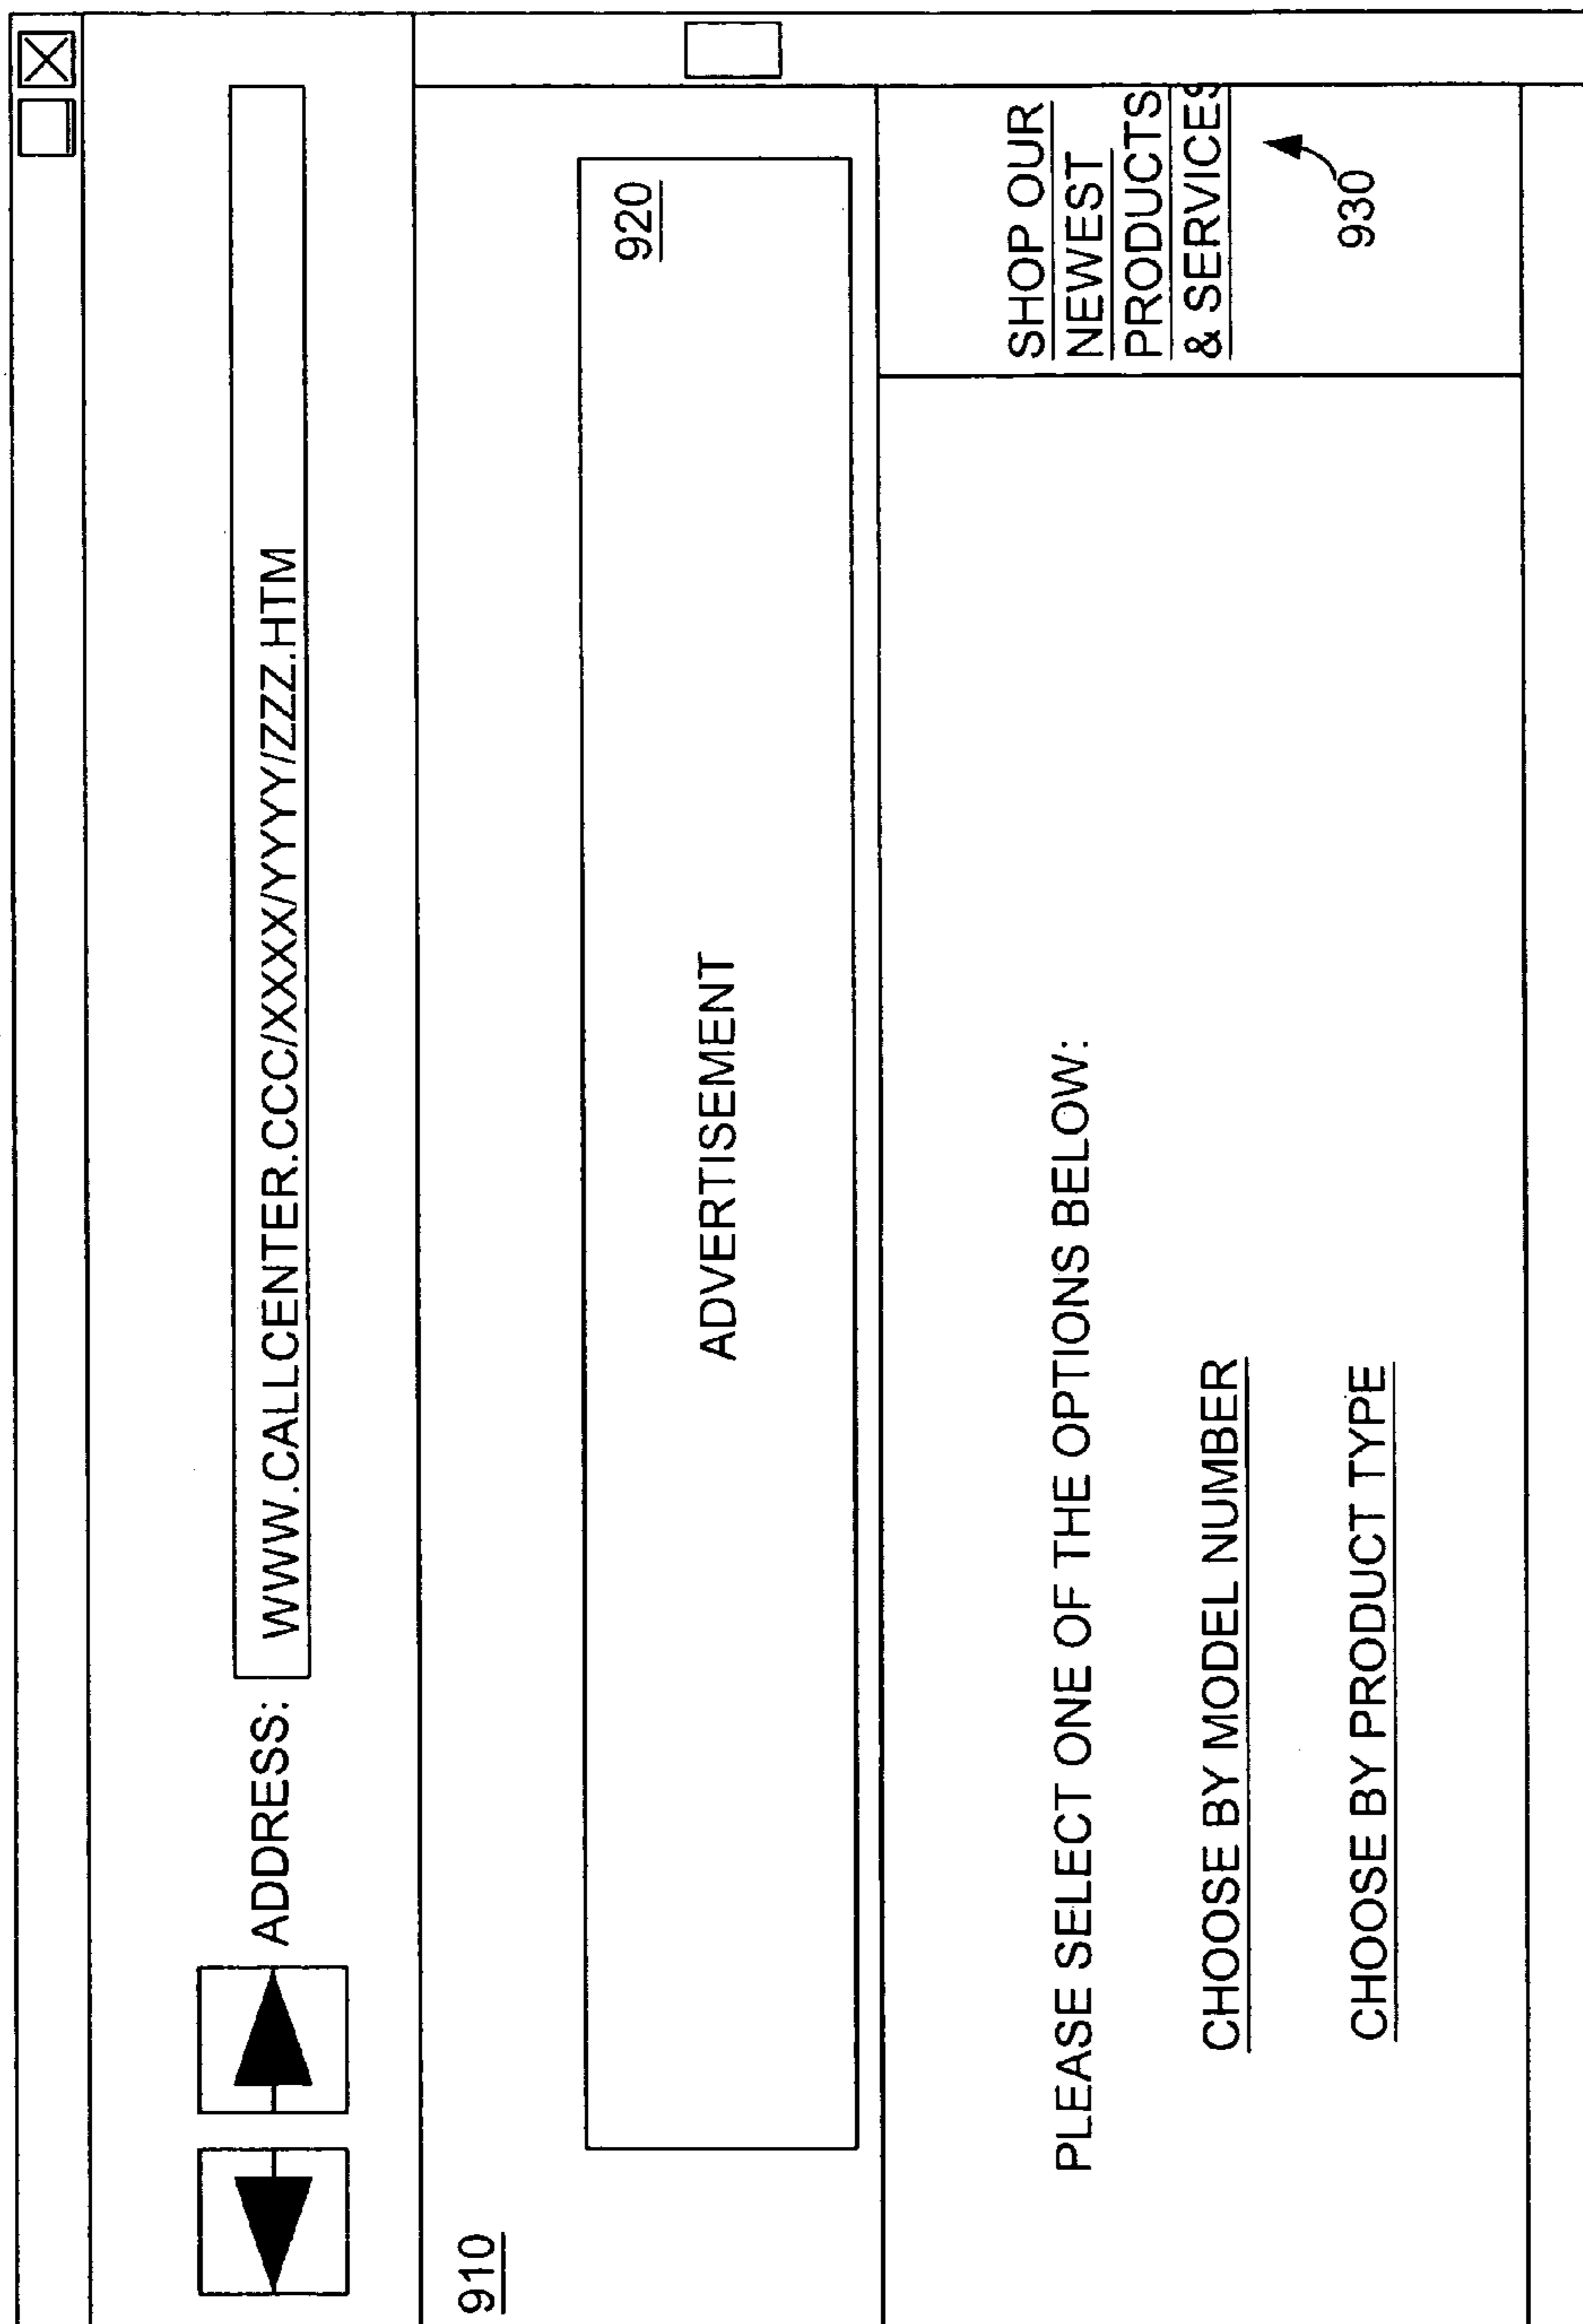 ADDRESS: WWW.CALLCENTER.CCC/XXXX/YYYY/ZZZ.HTM
910
920
ADVERTISEMENT
PLEASE SELECT ONE OF THE OPTIONS BELOW:
CHOOSE BY MODEL NUMBER
CHOOSE BY PRODUCT TYPE
SHOP OUR
NEWEST
PRODUCTS
& SERVICES
930